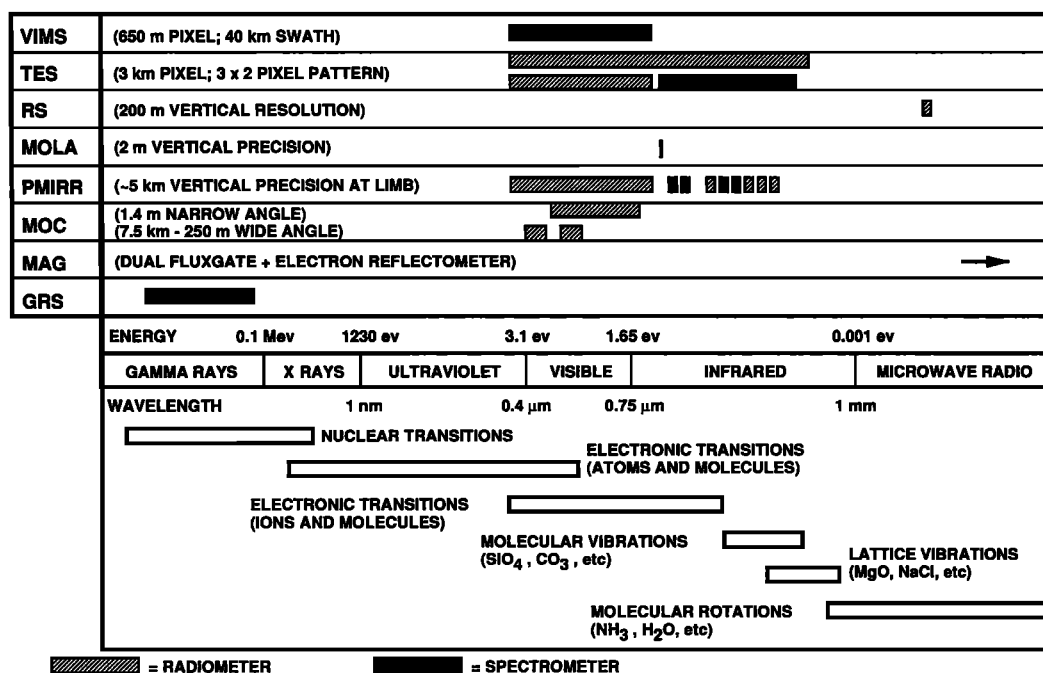 VIMS (650 m PIXEL; 40 km SWATH)
TES (3 km PIXEL; 3 x 2 PIXEL PATTERN)
RS (200 m VERTICAL RESOLUTION)
MOLA (2 m VERTICAL PRECISION)
PMIRR (~5 km VERTICAL PRECISION AT LIMB)
MOC (1.4 m NARROW ANGLE)
(7.5 km - 250 m WIDE ANGLE)
MAG (DUAL FLUXGATE + ELECTRON REFLECTOMETER)
GRS
ENERGY 0.1 Mev 1230 ev 3.1 ev 1.65 ev 0.001 ev
GAMMA RAYS X RAYS ULTRAVIOLET VISIBLE INFRARED MICROWAVE RADIO
WAVELENGTH 1 nm 0.4 μm 0.75 μm 1 mm
NUCLEAR TRANSITIONS
ELECTRONIC TRANSITIONS
(ATOMS AND MOLECULES)
ELECTRONIC TRANSITIONS
(IONS AND MOLECULES)
MOLECULAR VIBRATIONS
(SIO4 , CO3 , etc)
LATTICE VIBRATIONS
(MgO, NaCl, etc)
MOLECULAR ROTATIONS
(NH3 , H2O, etc)
= RADIOMETER = SPECTROMETER